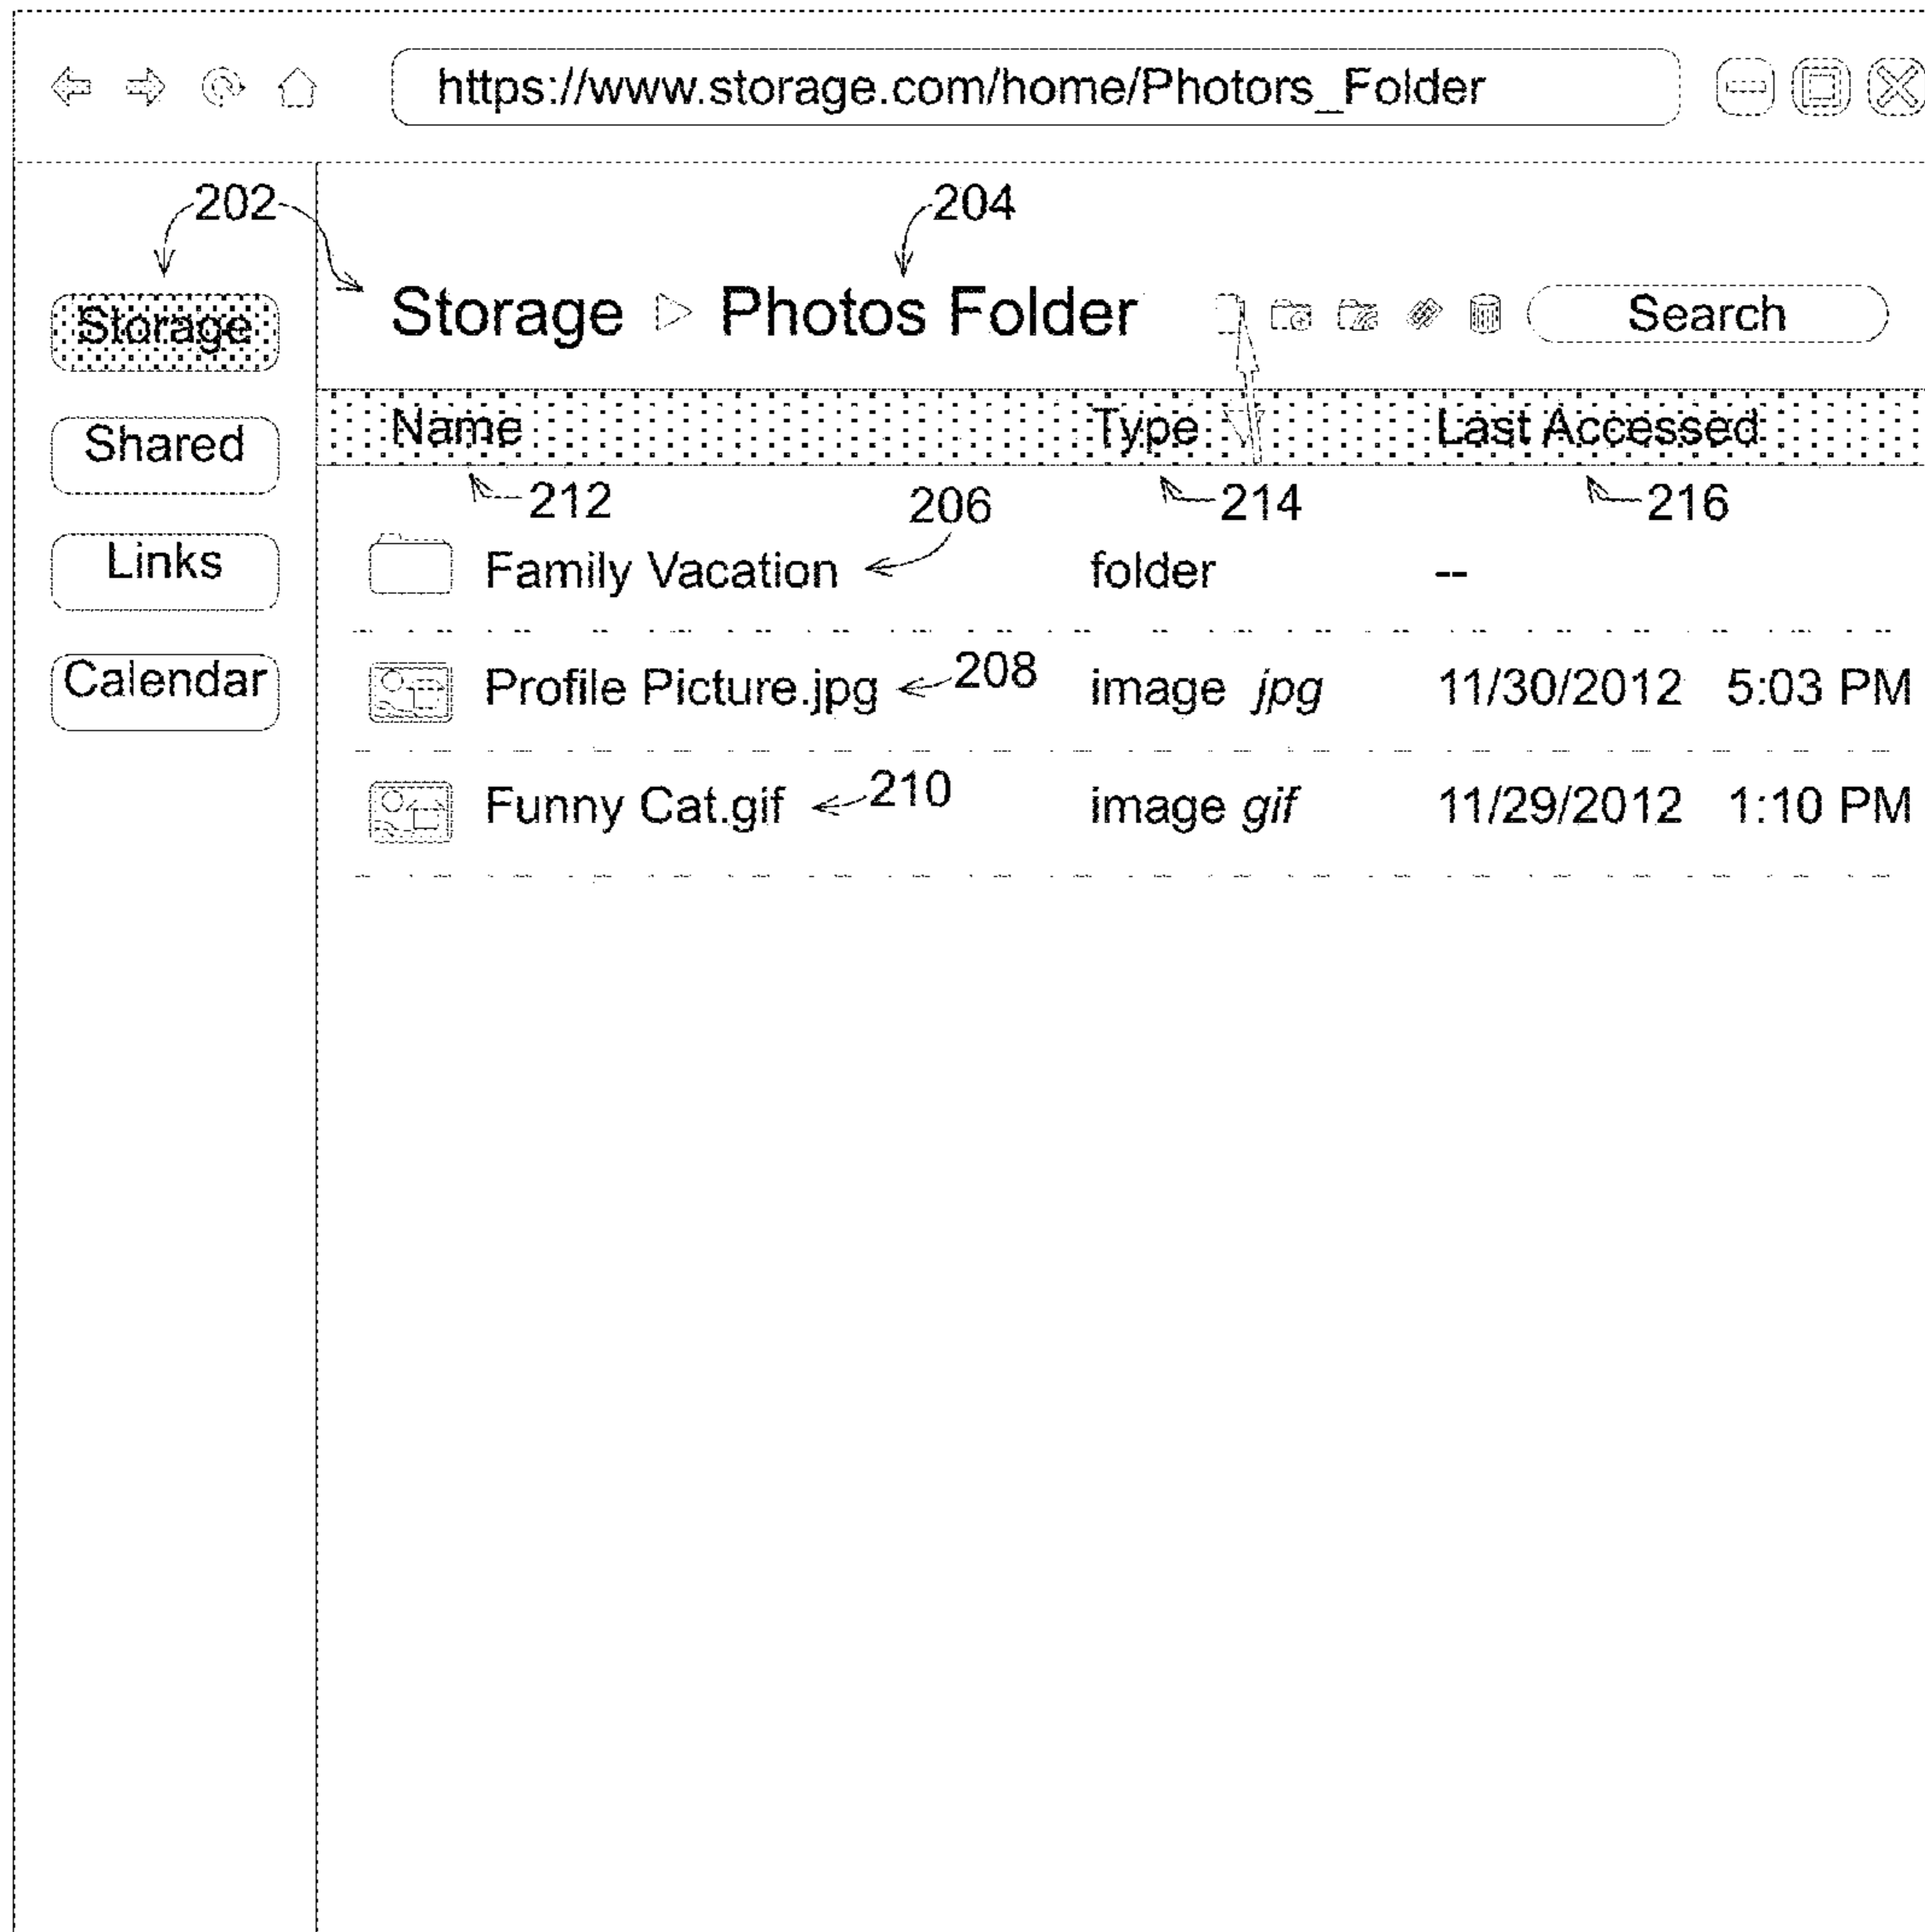 https://www.storage.com/home/Photors_Folder
202
204
Storage
Storage Photos Folder Search
Shared
Links
Calendar
Name Type Last Accessed
212 206 214 216
Family Vacation folder --
Profile Picture.jpg 208 image jpg 11/30/2012 5:03 PM
Funny Cat.gif 210 image gif 11/29/2012 1:10 PM